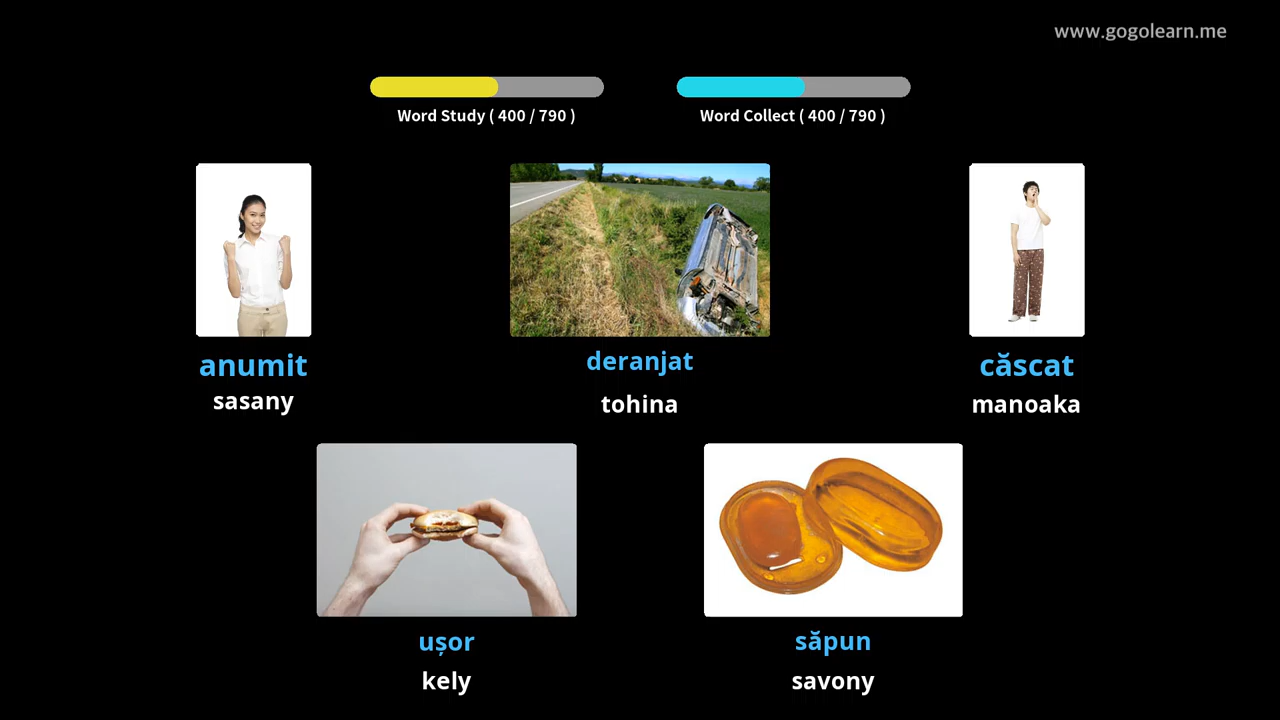 www.gogolearn.me
Word Study ( 400 / 790 )
Word Collect ( 400 / 790 )
anumit
sasany
deranjat
tohina
căscat
manoaka
ușor
kely
săpun
savony